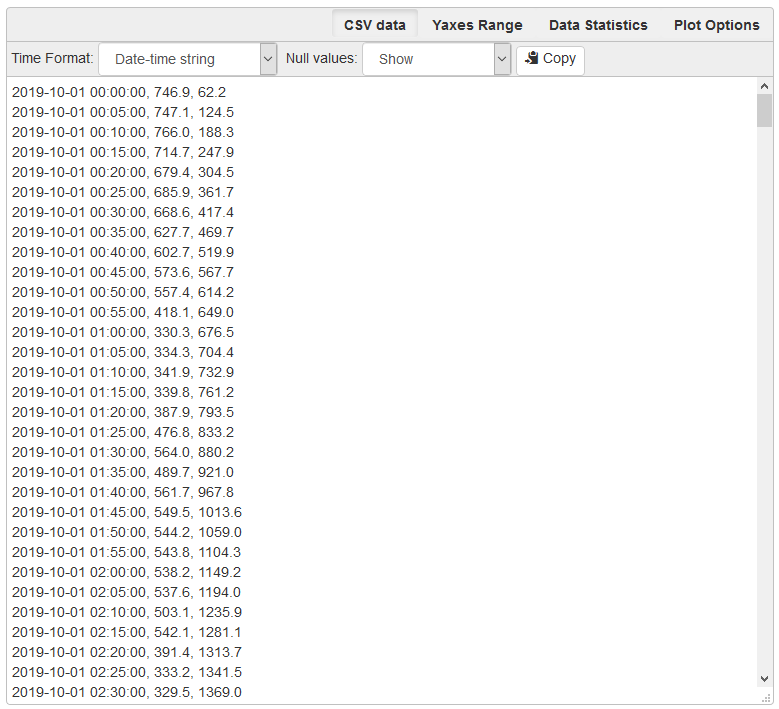 CSV data Yaxes Range Data Statistics Plot Options
Time Format: Date-time string Null values: Show Copy
2019-10-01 00:00:00, 746.9, 62.2
2019-10-01 00:05:00, 747.1, 124.5
2019-10-01 00:10:00, 766.0, 188.3
2019-10-01 00:15:00, 714.7, 247.9
2019-10-01 00:20:00, 679.4, 304.5
2019-10-01 00:25:00, 685.9, 361.7
2019-10-01 00:30:00, 668.6, 417.4
2019-10-01 00:35:00, 627.7, 469.7
2019-10-01 00:40:00, 602.7, 519.9
2019-10-01 00:45:00, 573.6, 567.7
2019-10-01 00:50:00, 557.4, 614.2
2019-10-01 00:55:00, 418.1, 649.0
2019-10-01 01:00:00, 330.3, 676.5
2019-10-01 01:05:00, 334.3, 704.4
2019-10-01 01:10:00, 341.9, 732.9
2019-10-01 01:15:00, 339.8, 761.2
2019-10-01 01:20:00, 387.9, 793.5
2019-10-01 01:25:00, 476.8, 833.2
2019-10-01 01:30:00, 564.0, 880.2
2019-10-01 01:35:00, 489.7, 921.0
2019-10-01 01:40:00, 561.7, 967.8
2019-10-01 01:45:00, 549.5, 1013.6
2019-10-01 01:50:00, 544.2, 1059.0
2019-10-01 01:55:00, 543.8, 1104.3
2019-10-01 02:00:00, 538.2, 1149.2
2019-10-01 02:05:00, 537.6, 1194.0
2019-10-01 02:10:00, 503.1, 1235.9
2019-10-01 02:15:00, 542.1, 1281.1
2019-10-01 02:20:00, 391.4, 1313.7
2019-10-01 02:25:00, 333.2, 1341.5
2019-10-01 02:30:00, 329.5, 1369.0